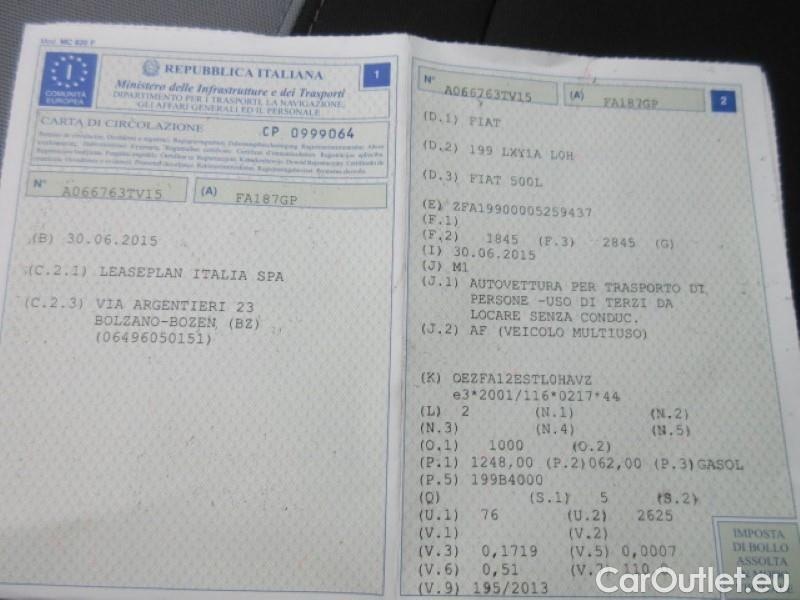 Mod. MC 820 F
I
COMUNITÀ
EUROPEA
REPUBBLICA ITALIANA
1
Ministero delle Infrastrutture e dei Trasporti
DIPARTIMENTO PER I TRASPORTI, LA NAVIGAZIONE,
GLI AFFARI GENERALI ED IL PERSONALE
CARTA DI CIRCOLAZIONE CP 0999064
N° A066763TV15 (A) FA187GP
(B) 30.06.2015
(C.2.1) LEASEPLAN ITALIA SPA
(C.2.3) VIA ARGENTIERI 23
BOLZANO-BOZEN (BZ)
(06496050151)
N° A066763TV15 (A) FA187GP
2
(D.1) FIAT
(D.2) 199 LXY1A L0H
(D.3) FIAT 500L
(E) ZFA19900005259437
(F.1)
(F.2) 1845 (F.3) 2845 (G)
(I) 30.06.2015
(J) M1
(J.1) AUTOVETTURA PER TRASPORTO DI
PERSONE -USO DI TERZI DA
LOCARE SENZA CONDUC.
(J.2) AF (VEICOLO MULTIUSO)
(K) OEZFA12ESTL0HAVZ
e3*2001/116*0217*44
(L) 2 (N.1) (N.2)
(N.3) (N.4) (N.5)
(O.1) 1000 (O.2)
(P.1) 1248,00 (P.2)062,00 (P.3)GASOL
(P.5) 199B4000
(Q) (S.1) 5 (S.2)
(U.1) 76 (U.2) 2625
(V.1) (V.2)
(V.3) 0,1719 (V.5) 0,0007
(V.6) 0,51 110
(V.9) 195/2013
IMPOSTA
DI BOLLO
ASSOLTA
CarOutlet.eu